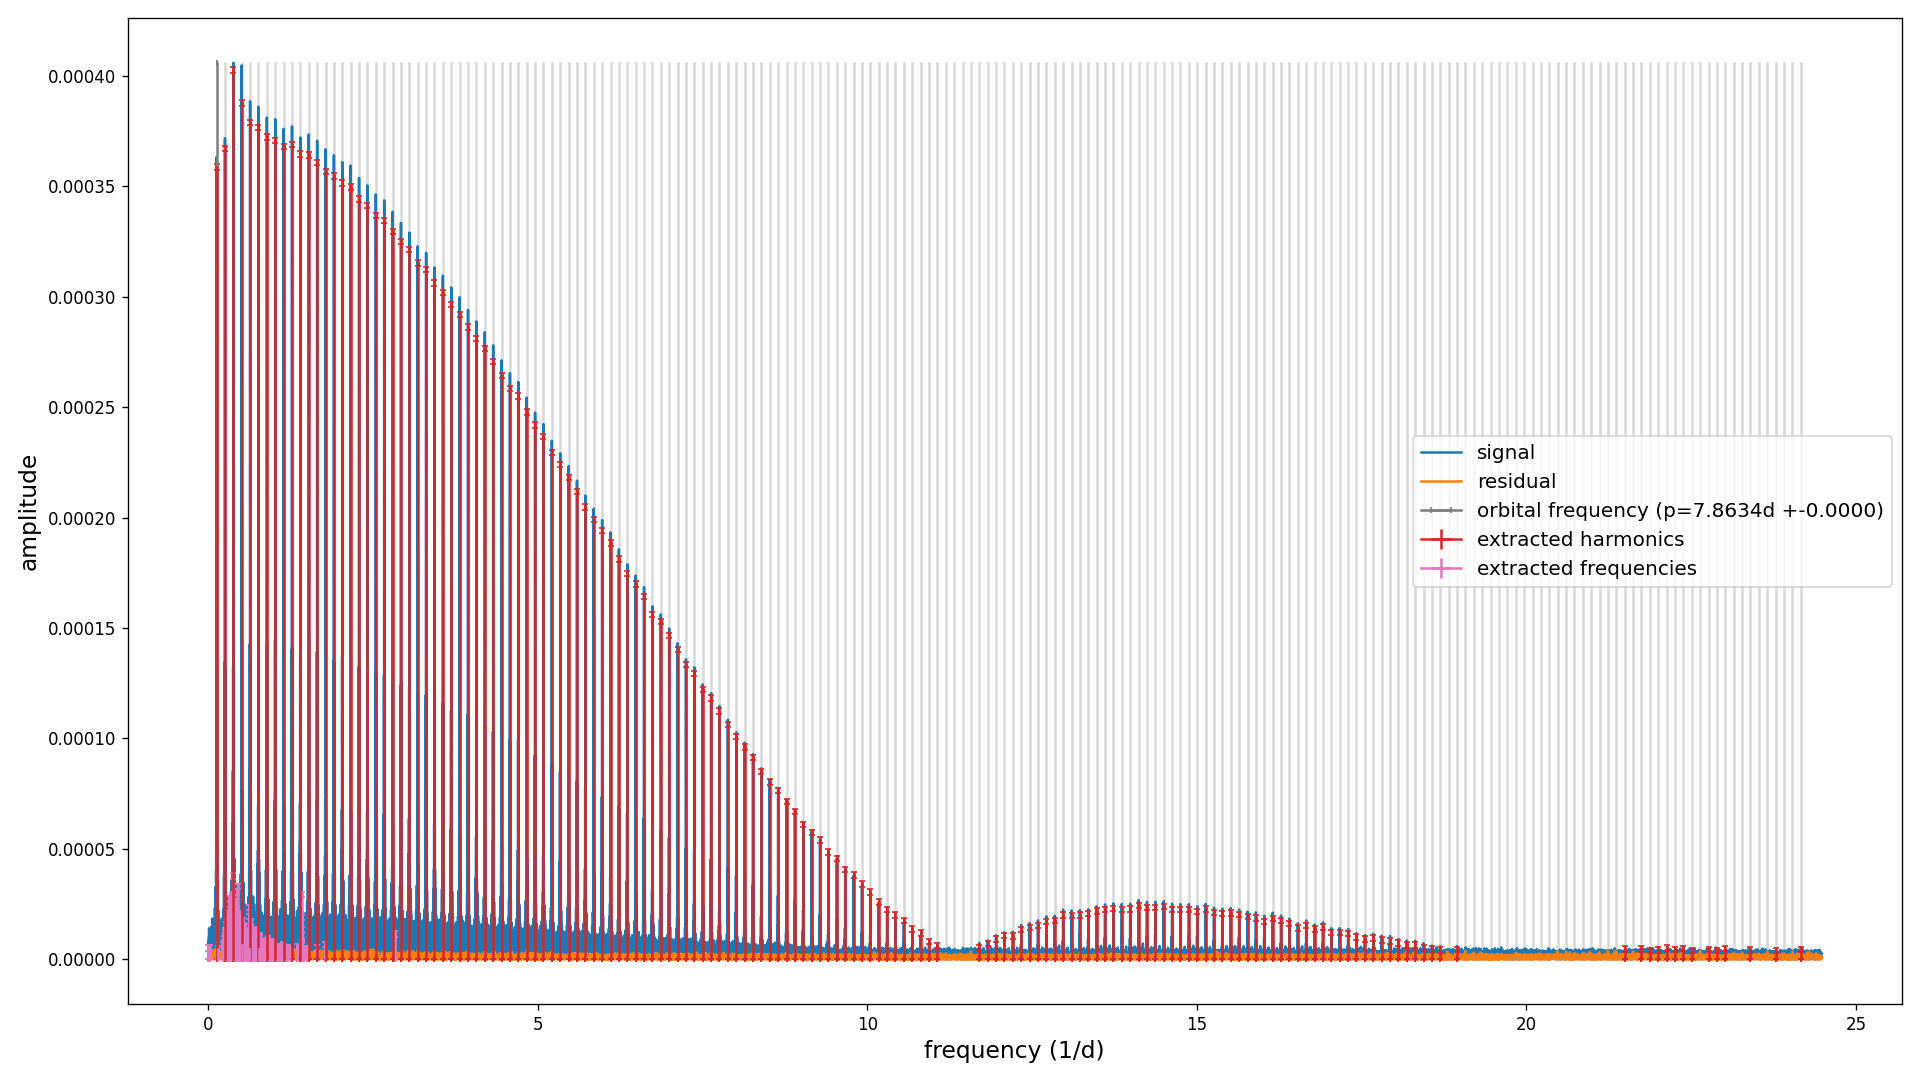 0.00040
0.00035
0.00030
0.00025
0.00020
0.00015
0.00010
0.00005
0.00000
amplitude
signal
residual
orbital frequency (p=7.8634d +-0.0000)
extracted harmonics
extracted frequencies
0 5 10 15 20 25
frequency (1/d)